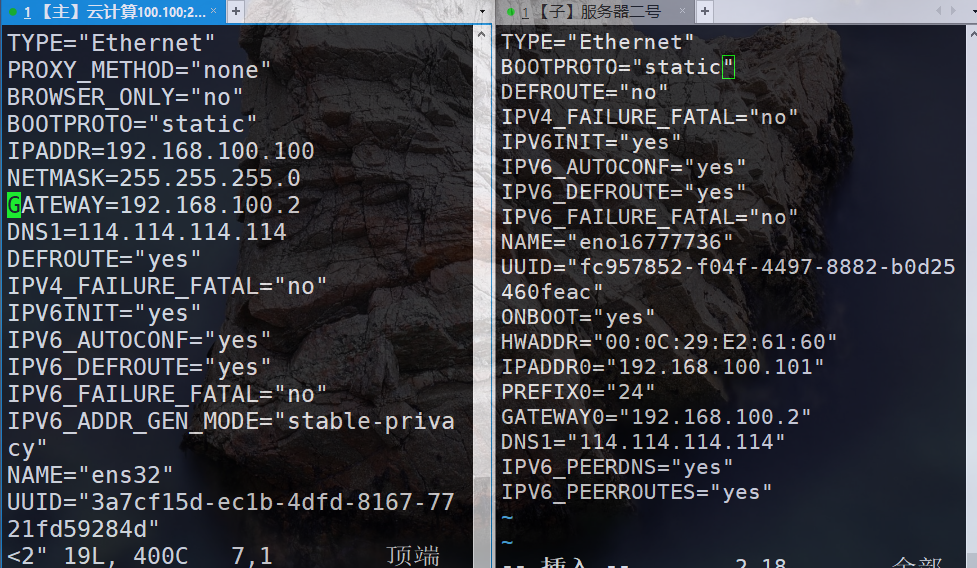 1 【主】云计算100.100;2... × +
TYPE="Ethernet"
PROXY_METHOD="none"
BROWSER_ONLY="no"
BOOTPROTO="static"
IPADDR=192.168.100.100
NETMASK=255.255.255.0
GATEWAY=192.168.100.2
DNS1=114.114.114.114
DEFROUTE="yes"
IPV4_FAILURE_FATAL="no"
IPV6INIT="yes"
IPV6_AUTOCONF="yes"
IPV6_DEFROUTE="yes"
IPV6_FAILURE_FATAL="no"
IPV6_ADDR_GEN_MODE="stable-priva
cy"
NAME="ens32"
UUID="3a7cf15d-ec1b-4dfd-8167-77
21fd59284d"
<2" 19L, 400C 7,1 顶端
1 【子】服务器二号 × +
TYPE="Ethernet"
BOOTPROTO="static"
DEFROUTE="no"
IPV4_FAILURE_FATAL="no"
IPV6INIT="yes"
IPV6_AUTOCONF="yes"
IPV6_DEFROUTE="yes"
IPV6_FAILURE_FATAL="no"
NAME="eno16777736"
UUID="fc957852-f04f-4497-8882-b0d25
460feac"
ONBOOT="yes"
HWADDR="00:0C:29:E2:61:60"
IPADDR0="192.168.100.101"
PREFIX0="24"
GATEWAY0="192.168.100.2"
DNS1="114.114.114.114"
IPV6_PEERDNS="yes"
IPV6_PEERROUTES="yes"
~
~
-- 插入 -- 2,18 全部